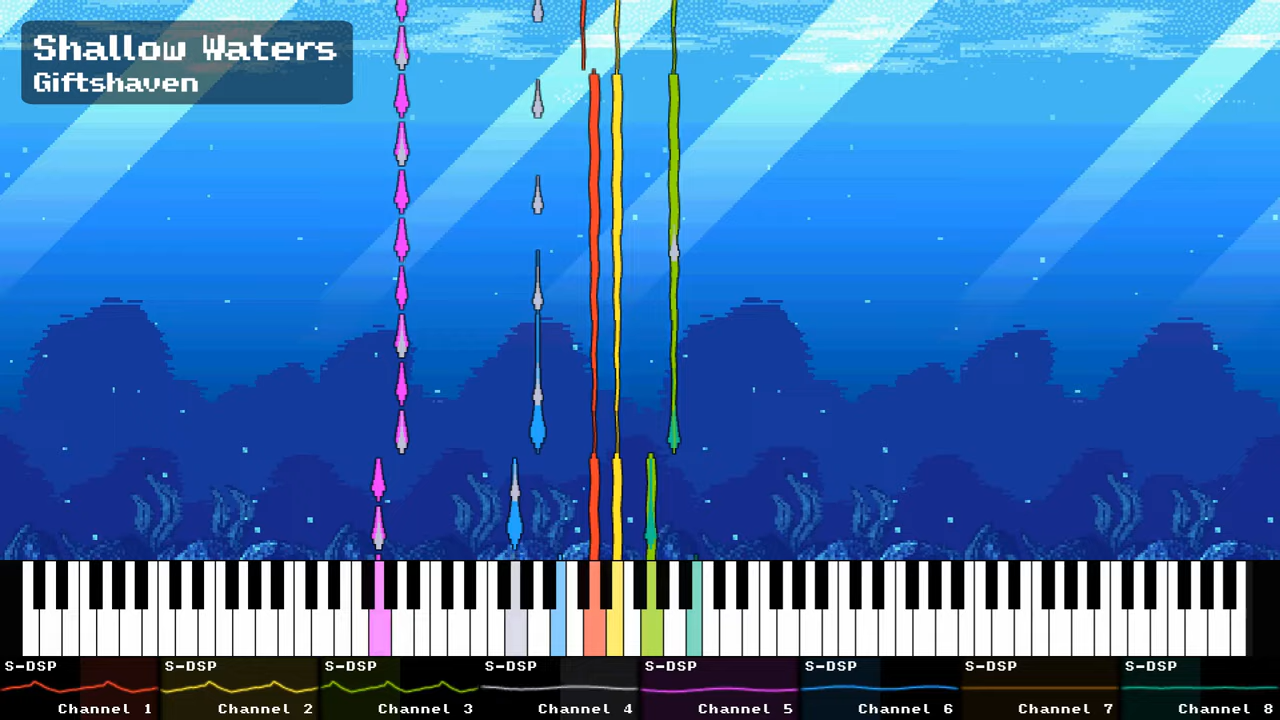 Shallow Waters
Giftshaven
S-DSP S-DSP S-DSP S-DSP S-DSP S-DSP S-DSP S-DSP
Channel 1 Channel 2 Channel 3 Channel 4 Channel 5 Channel 6 Channel 7 Channel 8